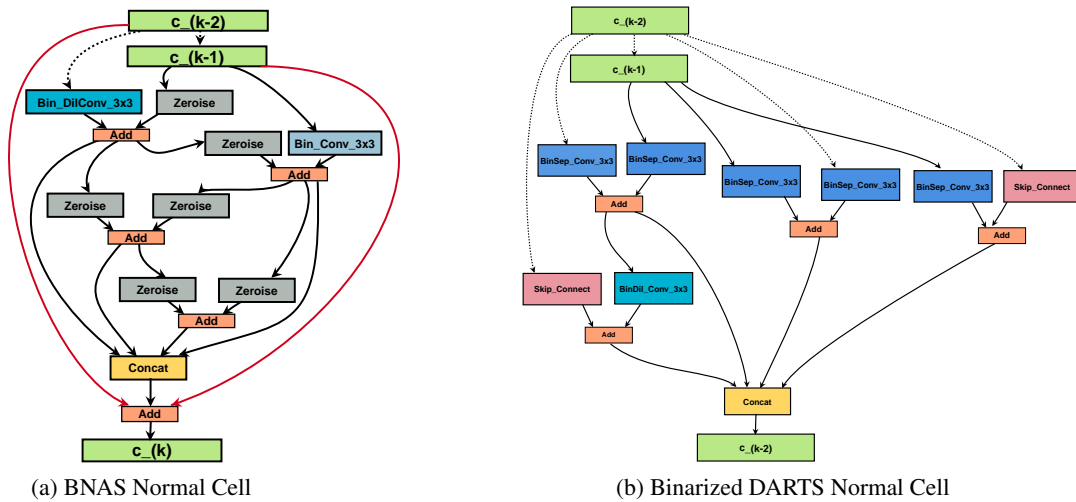 c_(k-2)
c_(k-1)
Bin_DilConv_3x3
Zeroise
Add
Zeroise
Bin_Conv_3x3
Add
Zeroise
Zeroise
Add
Zeroise
Zeroise
Add
Concat
Add
c_(k)
(a) BNAS Normal Cell
c_(k-2)
c_(k-1)
BinSep_Conv_3x3
BinSep_Conv_3x3
BinSep_Conv_3x3
BinSep_Conv_3x3
BinSep_Conv_3x3
Skip_Connect
Add
Add
Add
Skip_Connect
BinDil_Conv_3x3
Add
Concat
c_(k-2)
(b) Binarized DARTS Normal Cell